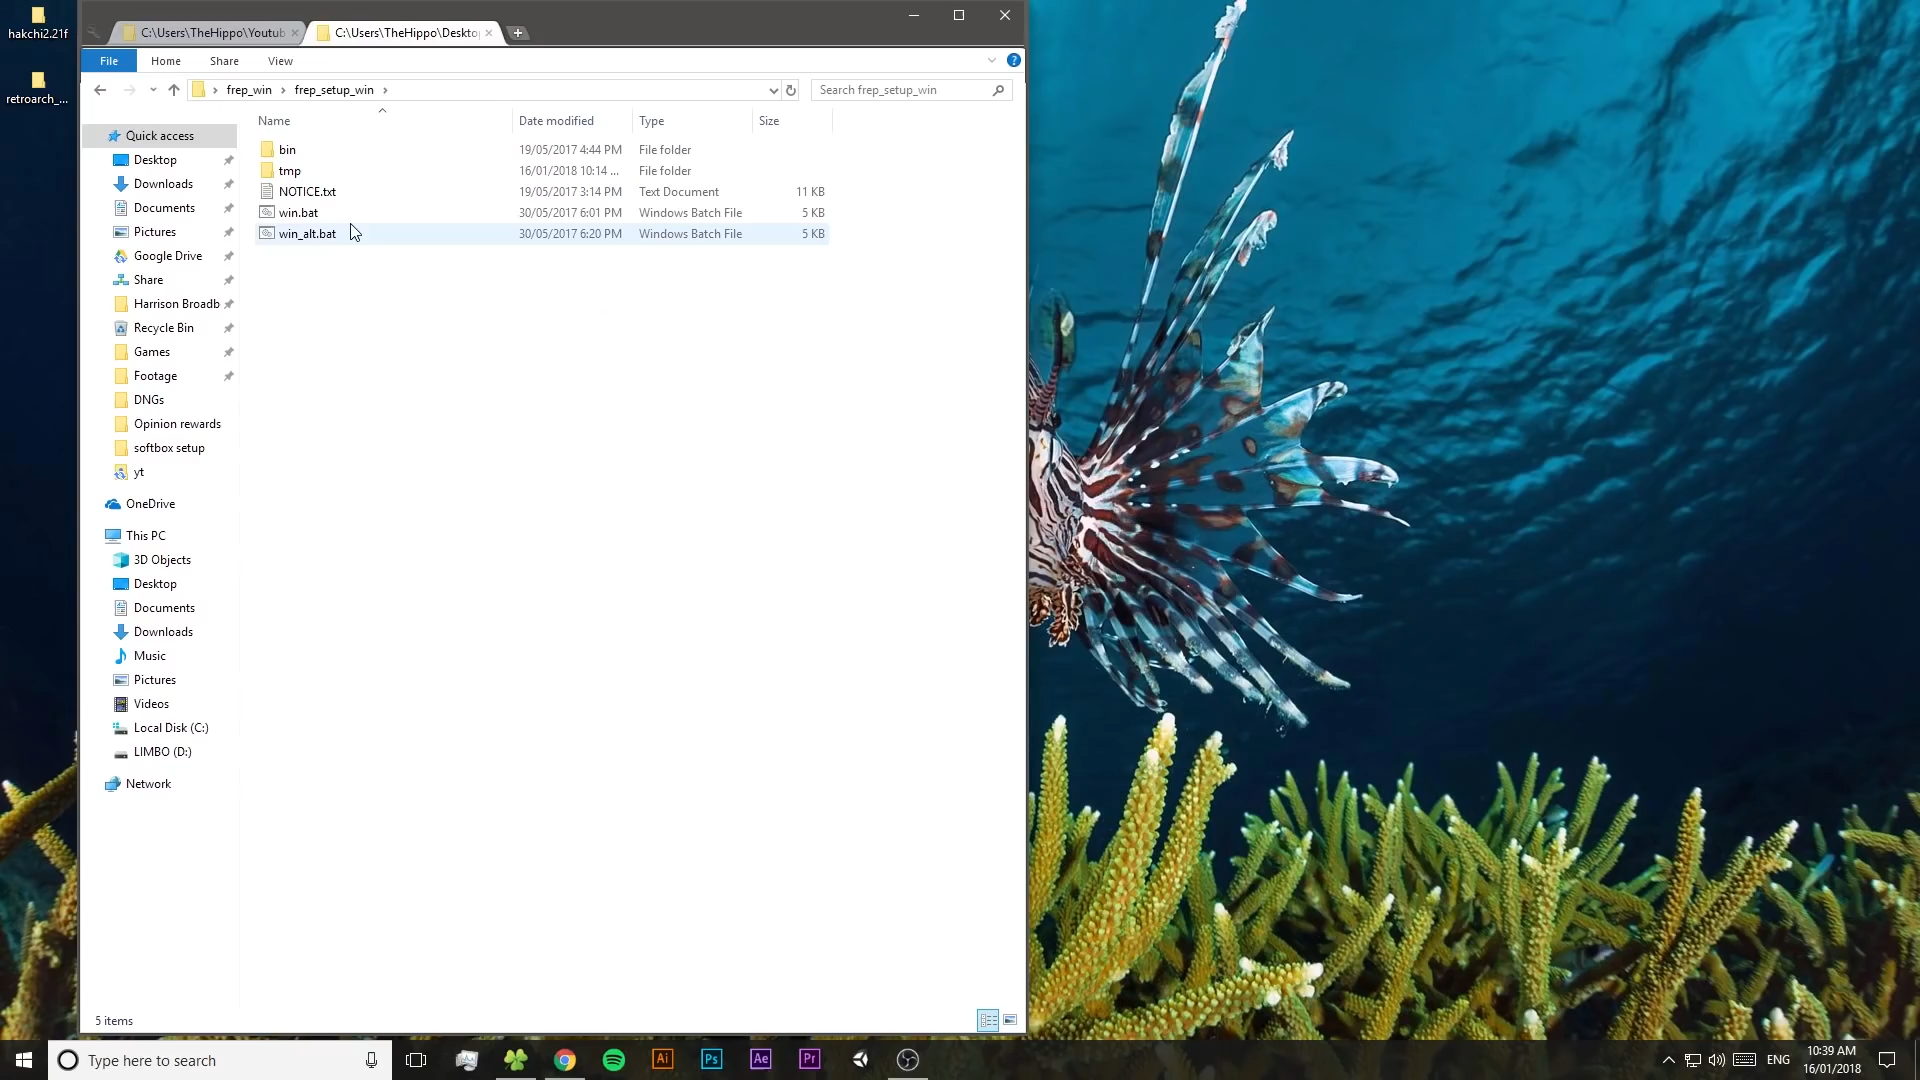 hakchi2.21f
retroarch_...
C:\Users\TheHippo\Youtub
C:\Users\TheHippo\Deskto
File
Home
Share
View
frep_win
frep_setup_win
Search frep_setup_win
Name
Date modified
Type
Size
bin
19/05/2017 4:44 PM
File folder
tmp
16/01/2018 10:14 ...
File folder
NOTICE.txt
19/05/2017 3:14 PM
Text Document
11 KB
win.bat
30/05/2017 6:01 PM
Windows Batch File
5 KB
win_alt.bat
30/05/2017 6:20 PM
Windows Batch File
5 KB
Quick access
Desktop
Downloads
Documents
Pictures
Google Drive
Share
Harrison Broadb
Recycle Bin
Games
Footage
DNGs
Opinion rewards
softbox setup
yt
OneDrive
This PC
3D Objects
Desktop
Documents
Downloads
Music
Pictures
Videos
Local Disk (C:)
LIMBO (D:)
Network
5 items
Type here to search
Ai
Ps
Ae
Pr
ENG
10:39 AM
16/01/2018